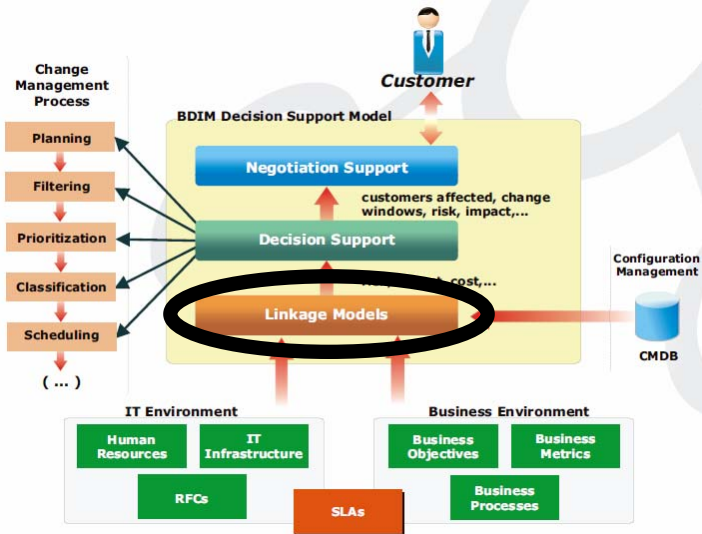 Customer
Change
Management
Process
BDIM Decision Support Model
Planning
Filtering
Prioritization
Classification
Scheduling
( ... )
Negotiation Support
customers affected, change
windows, risk, impact,...
Decision Support
cost,...
Linkage Models
Configuration
Management
CMDB
IT Environment
Human
Resources
IT
Infrastructure
RFCs
SLAs
Business Environment
Business
Objectives
Business
Metrics
Business
Processes